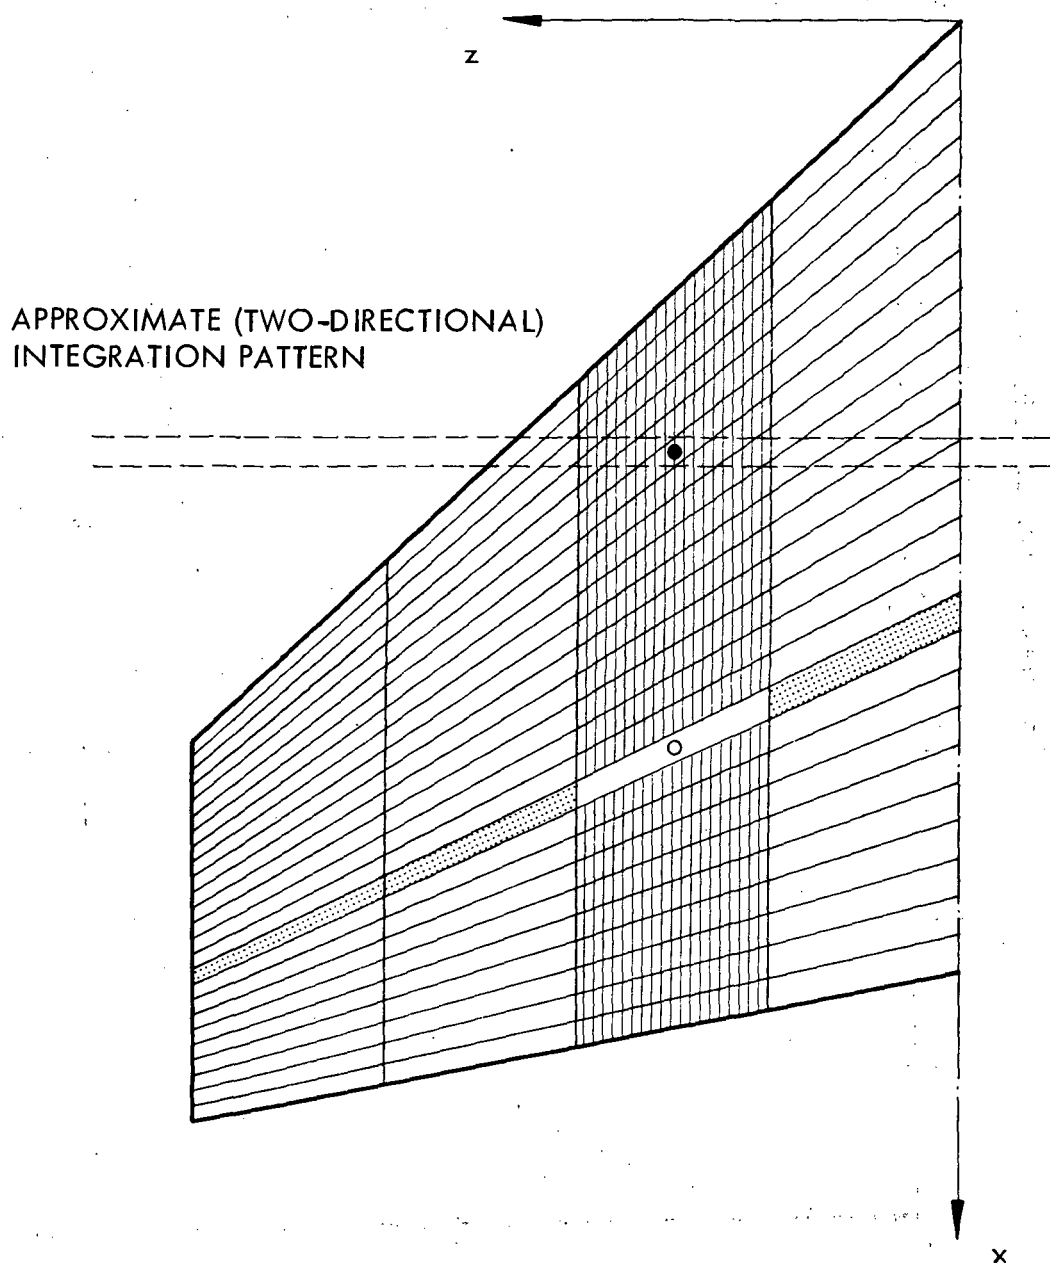 z
APPROXIMATE (TWO-DIRECTIONAL)
INTEGRATION PATTERN
x